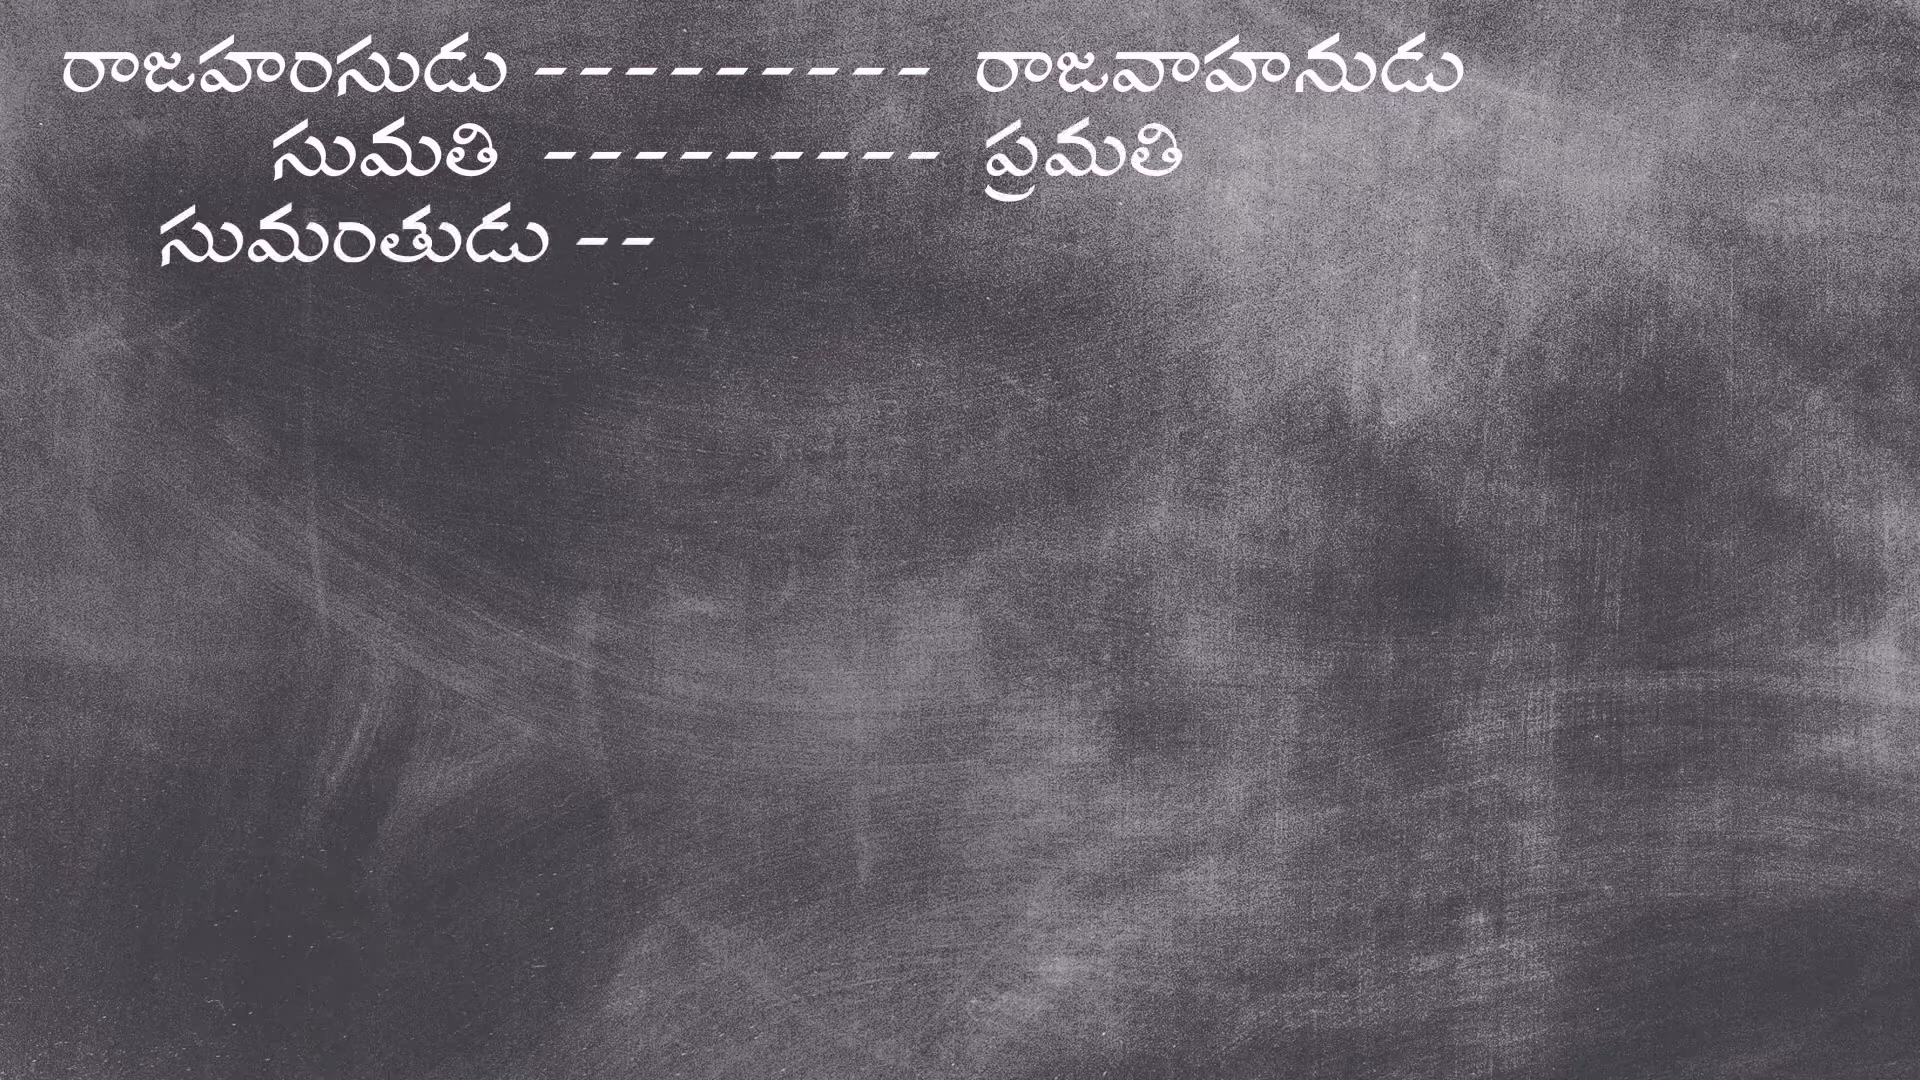 రాజహంసుడు --------- రాజవాహనుడు
సుమతి --------- ప్రమతి
సుమంతుడు --